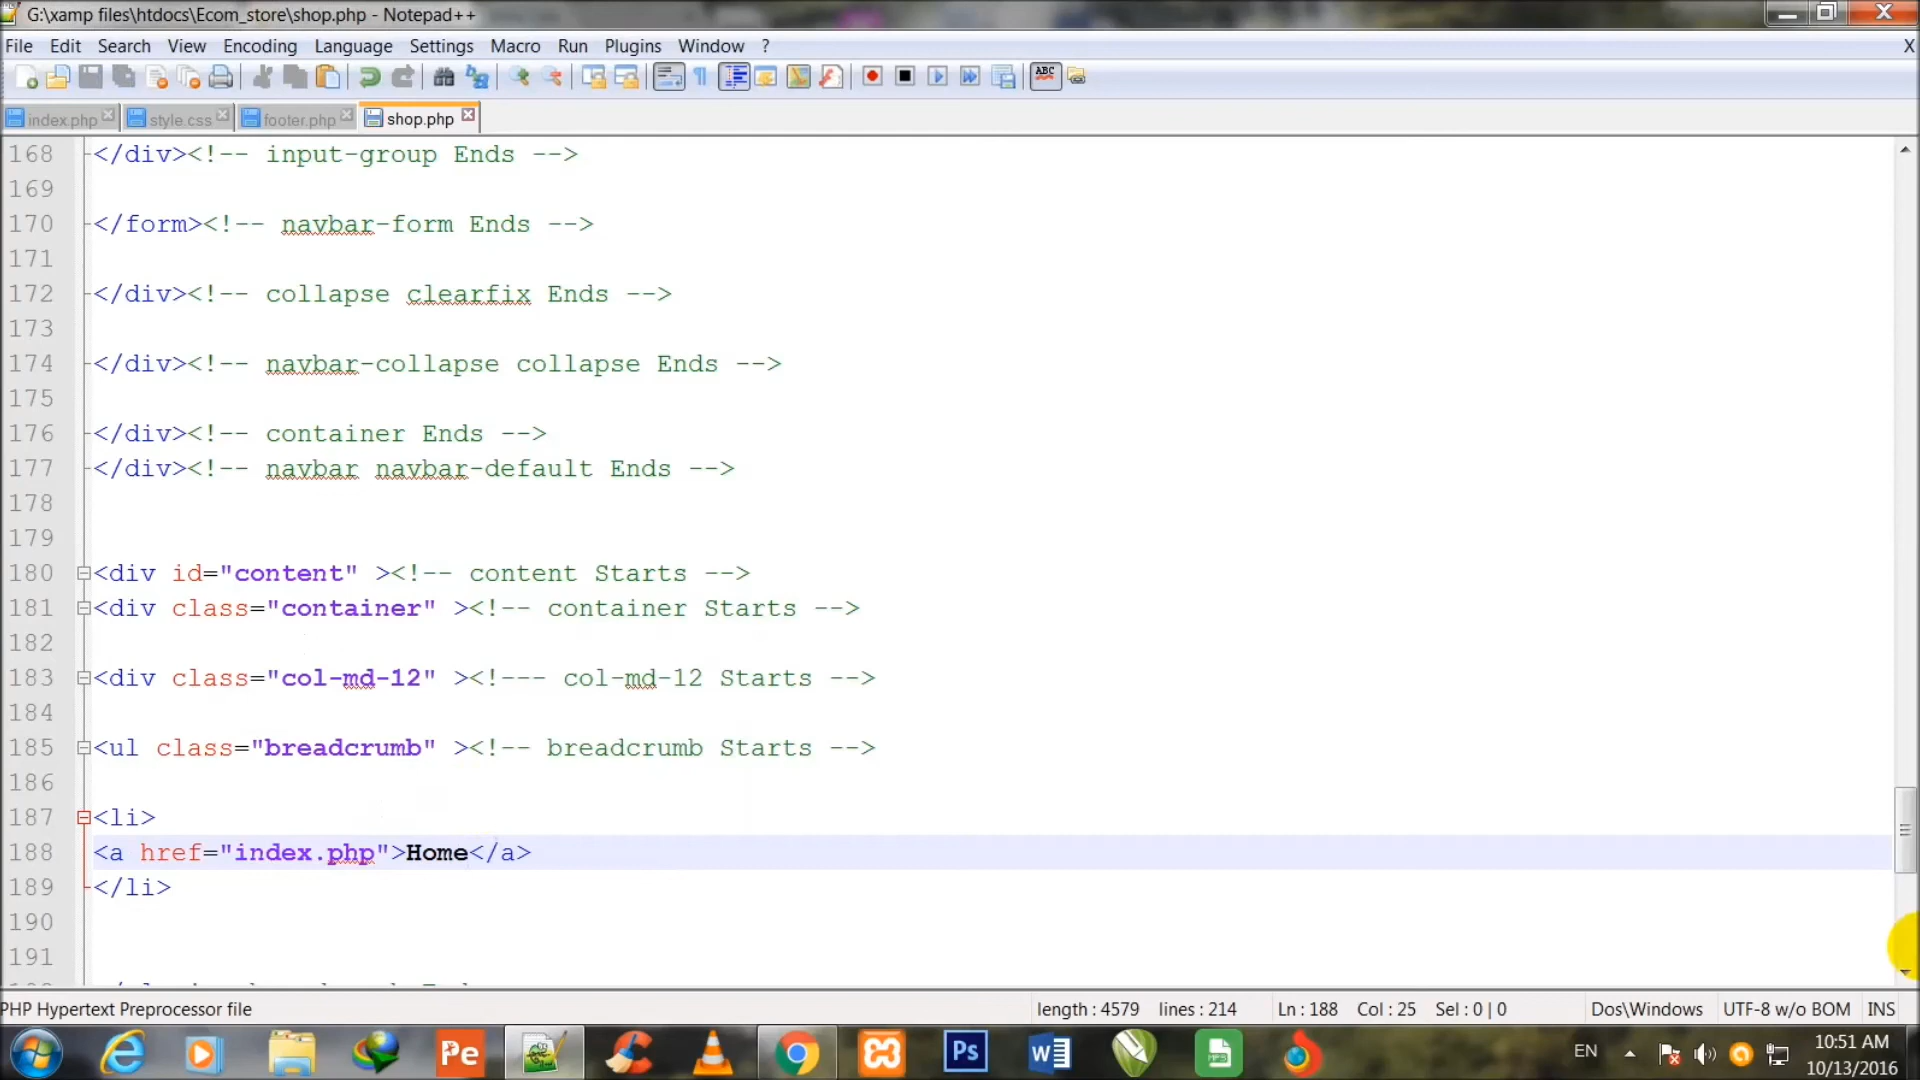 G:\xamp files\htdocs\Ecom_store\shop.php - Notepad++
File Edit Search View Encoding Language Settings Macro Run Plugins Window ? X
ABC
index.php style.css footer.php shop.php
168 </div><!-- input-group Ends -->
169
170 </form><!-- navbar-form Ends -->
171
172 </div><!-- collapse clearfix Ends -->
173
174 </div><!-- navbar-collapse collapse Ends -->
175
176 </div><!-- container Ends -->
177 </div><!-- navbar navbar-default Ends -->
178
179
180 <div id="content" ><!-- content Starts -->
181 <div class="container" ><!-- container Starts -->
182
183 <div class="col-md-12" ><!--- col-md-12 Starts -->
184
185 <ul class="breadcrumb" ><!-- breadcrumb Starts -->
186
187 <li>
188 <a href="index.php">Home</a>
189 </li>
190
191
PHP Hypertext Preprocessor file length : 4579 lines : 214 Ln : 188 Col : 25 Sel : 0 | 0 Dos\Windows UTF-8 w/o BOM INS
Pe Ps W EN 10:51 AM
10/13/2016